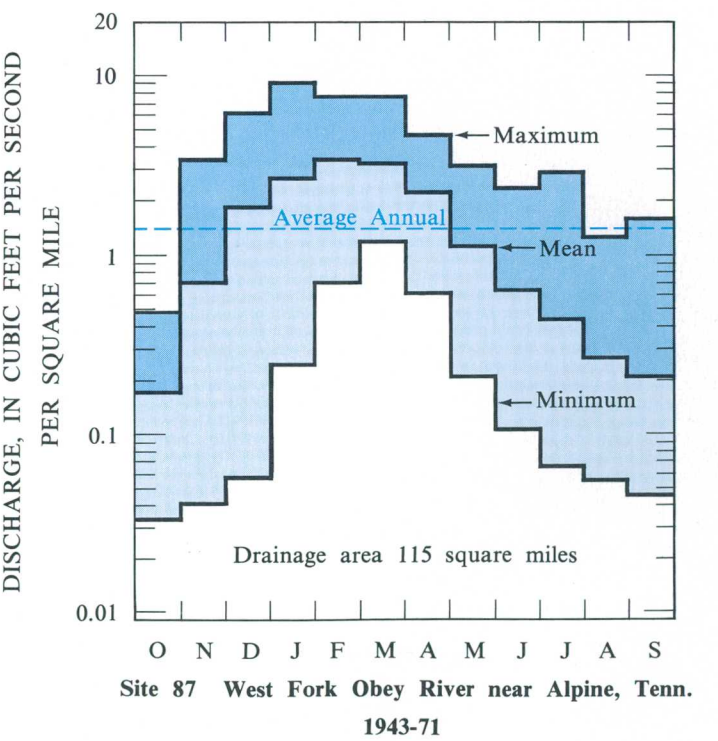 DISCHARGE, IN CUBIC FEET PER SECOND
PER SQUARE MILE
20
10
1
0.1
0.01
Maximum
Average Annual
Mean
Minimum
Drainage area 115 square miles
O N D J F M A M J J A S
Site 87 West Fork Obey River near Alpine, Tenn.
1943-71